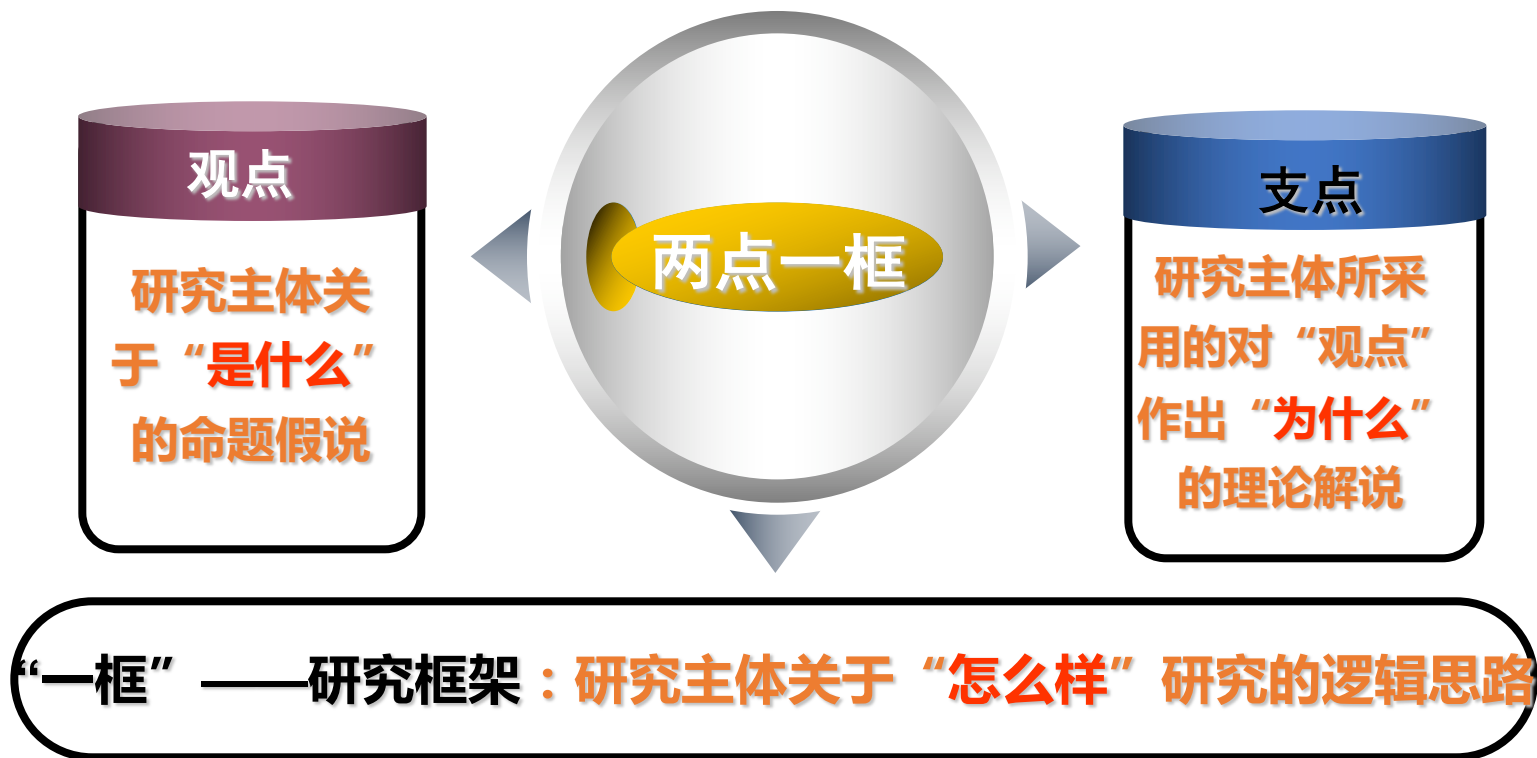 两点一框
观点
研究主体关
于“是什么”
的命题假说
支点
研究主体所采
用的对“观点”
作出“为什么”
的理论解说
“一框”——研究框架：研究主体关于“怎么样”研究的逻辑思路